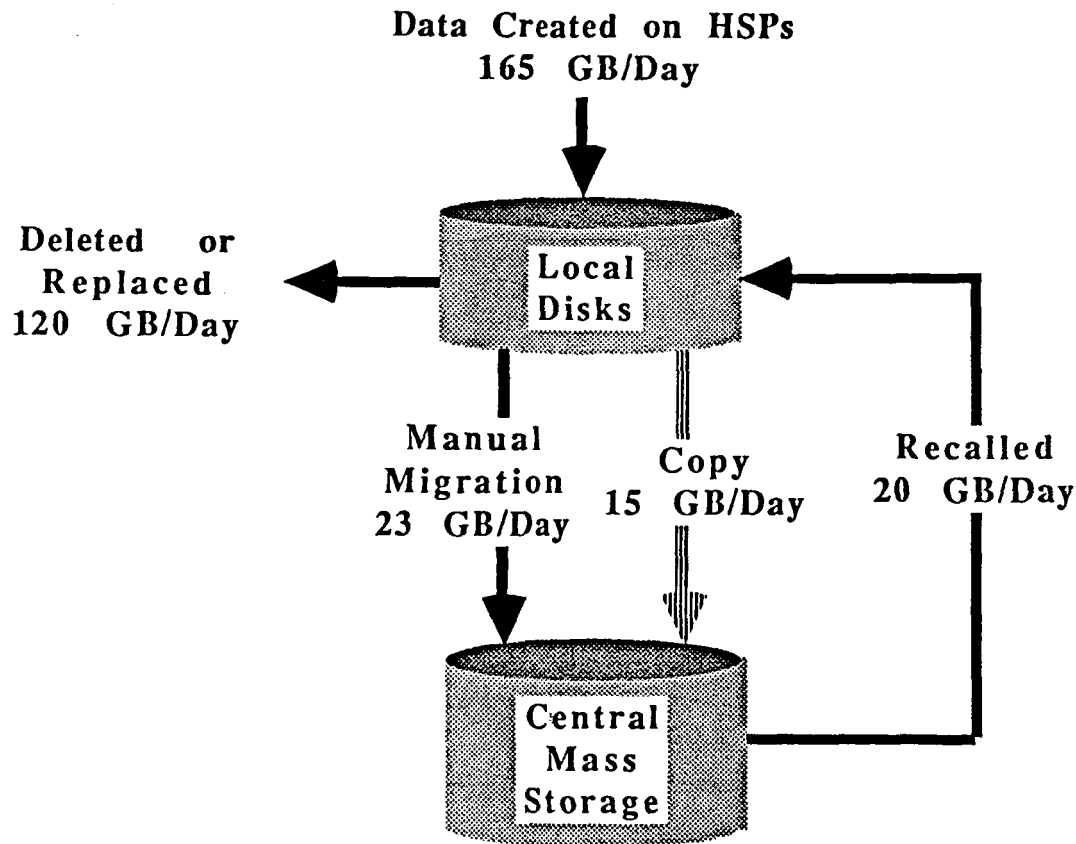 Data Created on HSPs
165 GB/Day
Deleted or
Replaced
120 GB/Day
Local
Disks
Manual
Migration
23 GB/Day
Copy
15 GB/Day
Recalled
20 GB/Day
Central
Mass
Storage